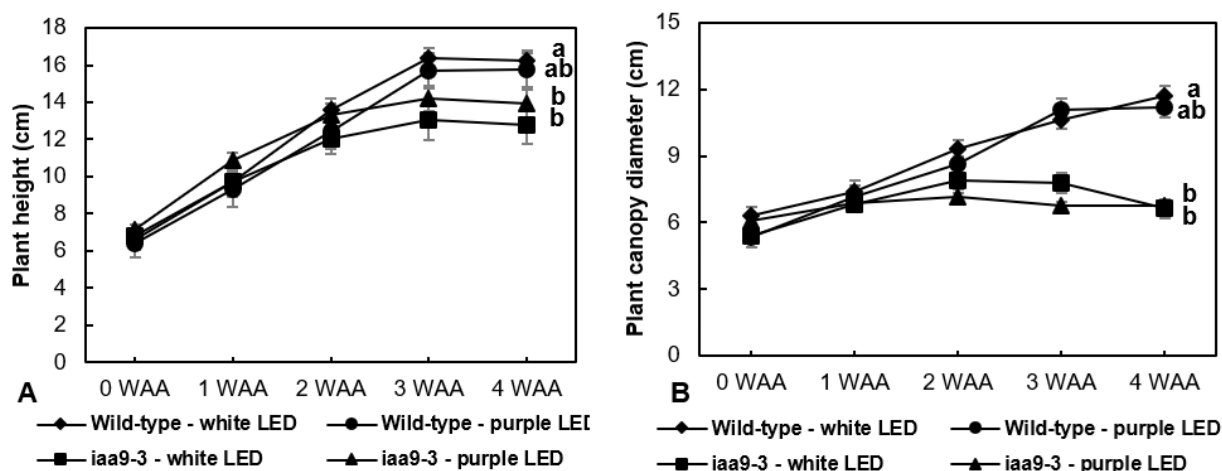 Plant height (cm)
18
16
14
12
10
8
6
4
2
0
a
ab
b
b
0 WAA 1 WAA 2 WAA 3 WAA 4 WAA
A
Wild-type - white LED
Wild-type - purple LE
iaa9-3 - white LED
iaa9-3 - purple LED
Plant canopy diameter (cm)
15
12
9
6
3
0
a
ab
b
b
0 WAA 1 WAA 2 WAA 3 WAA 4 WAA
B
Wild-type - white LED
Wild-type - purple LED
iaa9-3 - white LED
iaa9-3 - purple LED